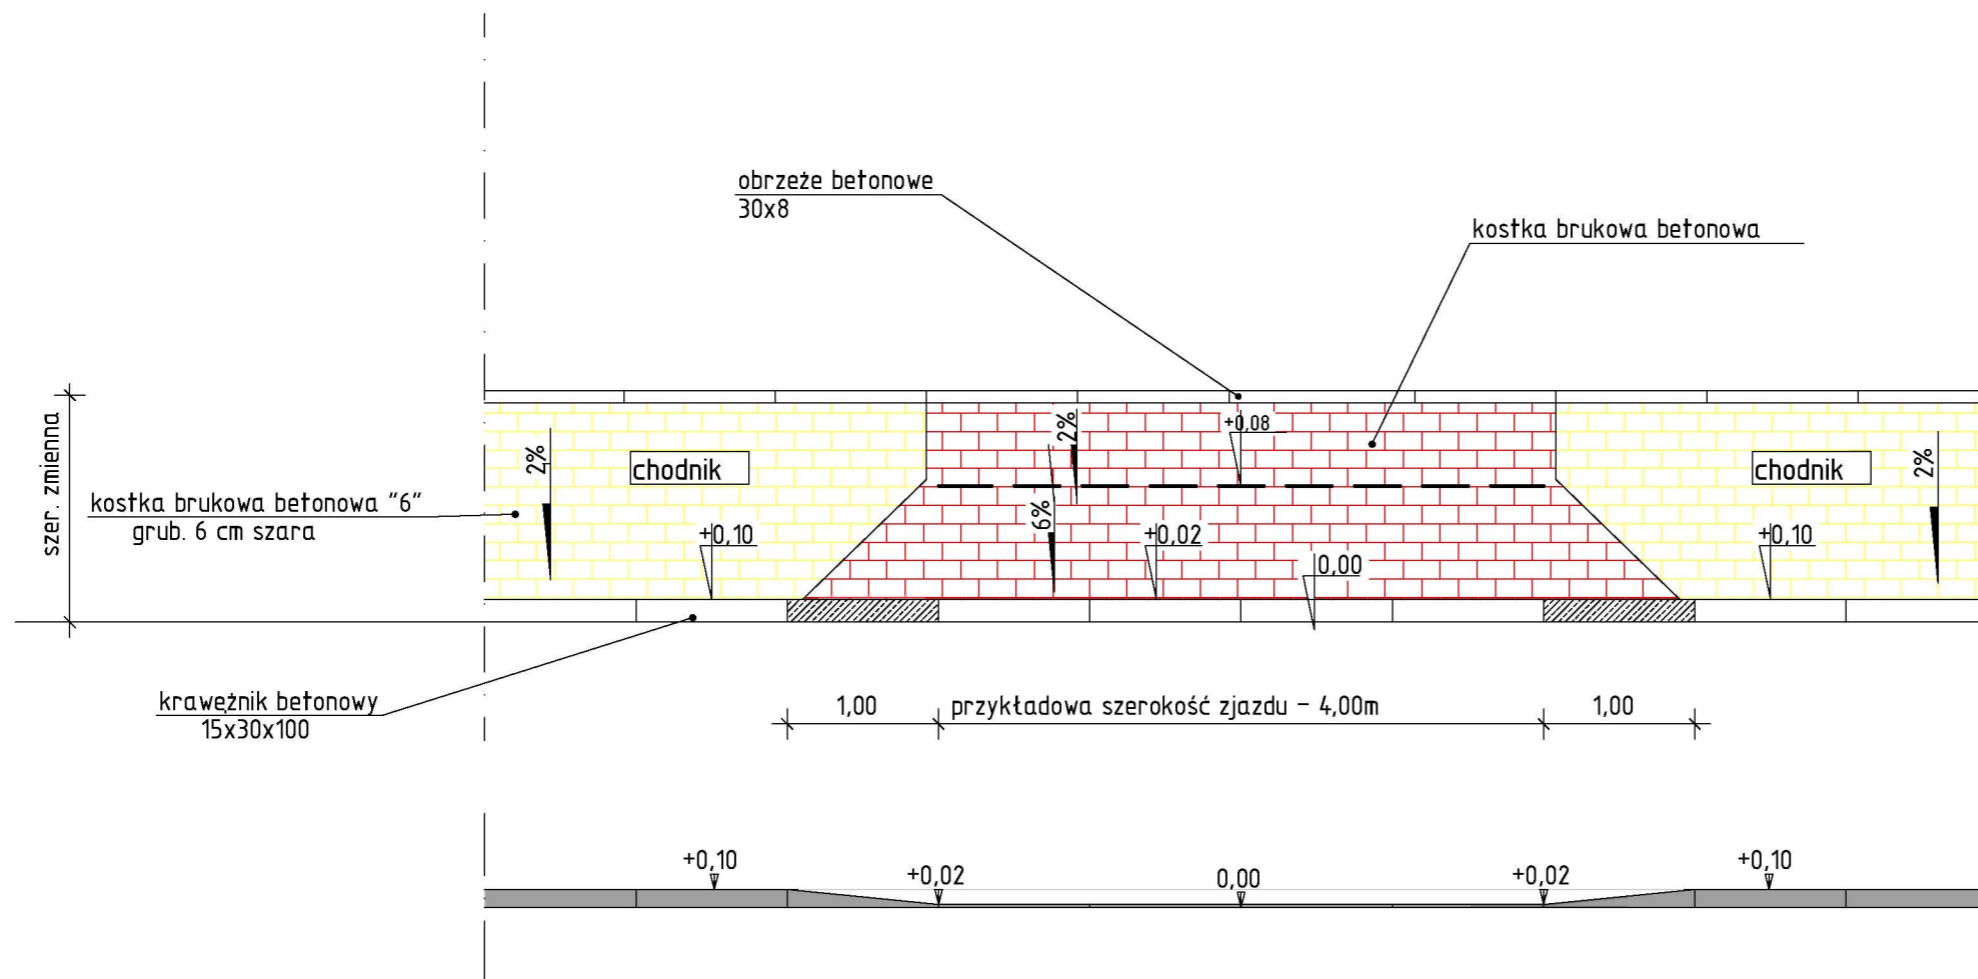 obrzeże betonowe
30x8
kostka brukowa betonowa
szer. zmienna
kostka brukowa betonowa "6"
grub. 6 cm szara
2%
chodnik
+0,10
2%
6%
+0,08
+0,02
0,00
chodnik
+0,10
2%
krawężnik betonowy
15x30x100
1,00
przykładowa szerokość zjazdu - 4,00m
1,00
+0,10
+0,02
0,00
+0,02
+0,10